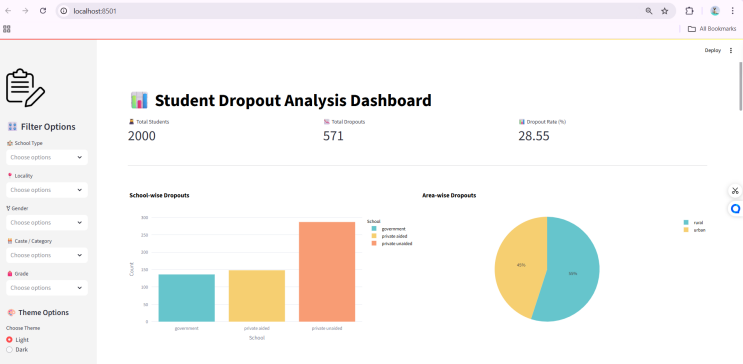 localhost:8501
All Bookmarks
Deploy
Student Dropout Analysis Dashboard
Total Students
2000
Total Dropouts
571
Dropout Rate (%)
28.55
Filter Options
School Type
Choose options
Locality
Choose options
Gender
Choose options
Caste / Category
Choose options
Grade
Choose options
Theme Options
Choose Theme
Light
Dark
School-wise Dropouts
300
250
200
150
100
50
0
Count
government
private aided
private unaided
School
School
government
private aided
private unaided
Area-wise Dropouts
rural
urban